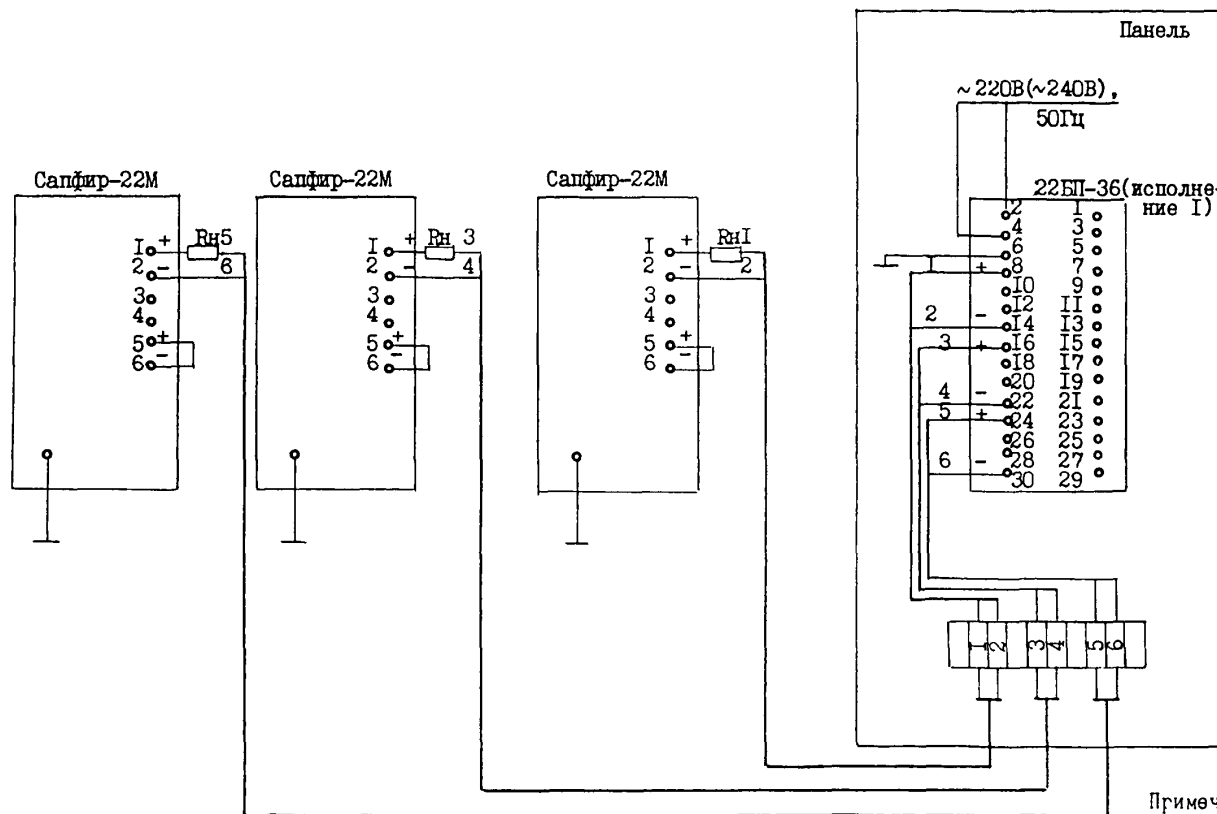 Панель
~220В(~240В),
50Гц
Сапфир-22М
Сапфир-22М
Сапфир-22М
22БП-36(исполне-
ние I)
I + Rн5
2 - 6
3
4
5 +
6 -
I + Rн 3
2 - 4
3
4
5 +
6 -
I + RнI
2 - 2
3
4
5 +
6 -
2 I
4 3
6 5
+ 8 7
I0 9
- I2 II
2 I4 I3
3 + I6 I5
I8 I7
20 I9
4 - 22 2I
5 + 24 23
26 25
6 - 28 27
30 29
I 2 3 4 5 6
Примеч